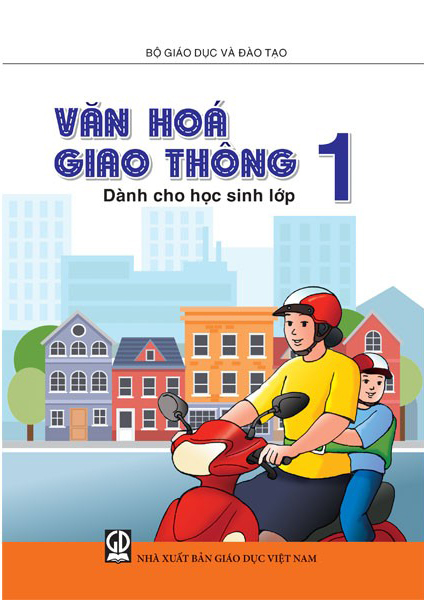 BỘ GIÁO DỤC VÀ ĐÀO TẠO
VĂN HOÁ
GIAO THÔNG
1
Dành cho học sinh lớp
GD
NHÀ XUẤT BẢN GIÁO DỤC VIỆT NAM